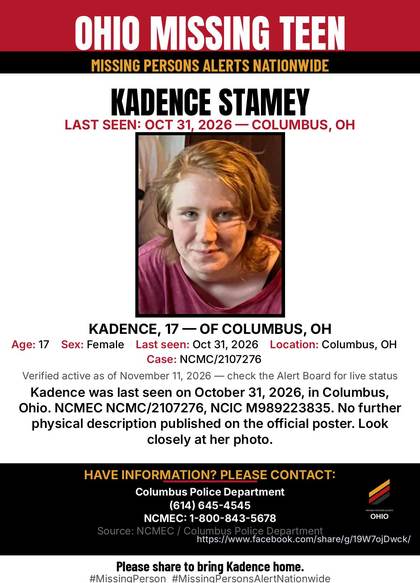 OHIO MISSING TEEN
MISSING PERSONS ALERTS NATIONWIDE
KADENCE STAMEY
LAST SEEN: OCT 31, 2026 — COLUMBUS, OH
KADENCE, 17 — OF COLUMBUS, OH
Age: 17 Sex: Female Last seen: Oct 31, 2026 Location: Columbus, OH
Case: NCMC/2107276
Verified active as of November 11, 2026 — check the Alert Board for live status
Kadence was last seen on October 31, 2026, in Columbus,
Ohio. NCMEC NCMC/2107276, NCIC M989223835. No further
physical description published on the official poster. Look
closely at her photo.
HAVE INFORMATION? PLEASE CONTACT:
Columbus Police Department
(614) 645-4545
NCMEC: 1-800-843-5678
OHIO
Source: NCMEC / Columbus Police Department
https://www.facebook.com/share/g/19W7ojDwck/
Please share to bring Kadence home.
#MissingPerson #MissingPersonsAlertNationwide